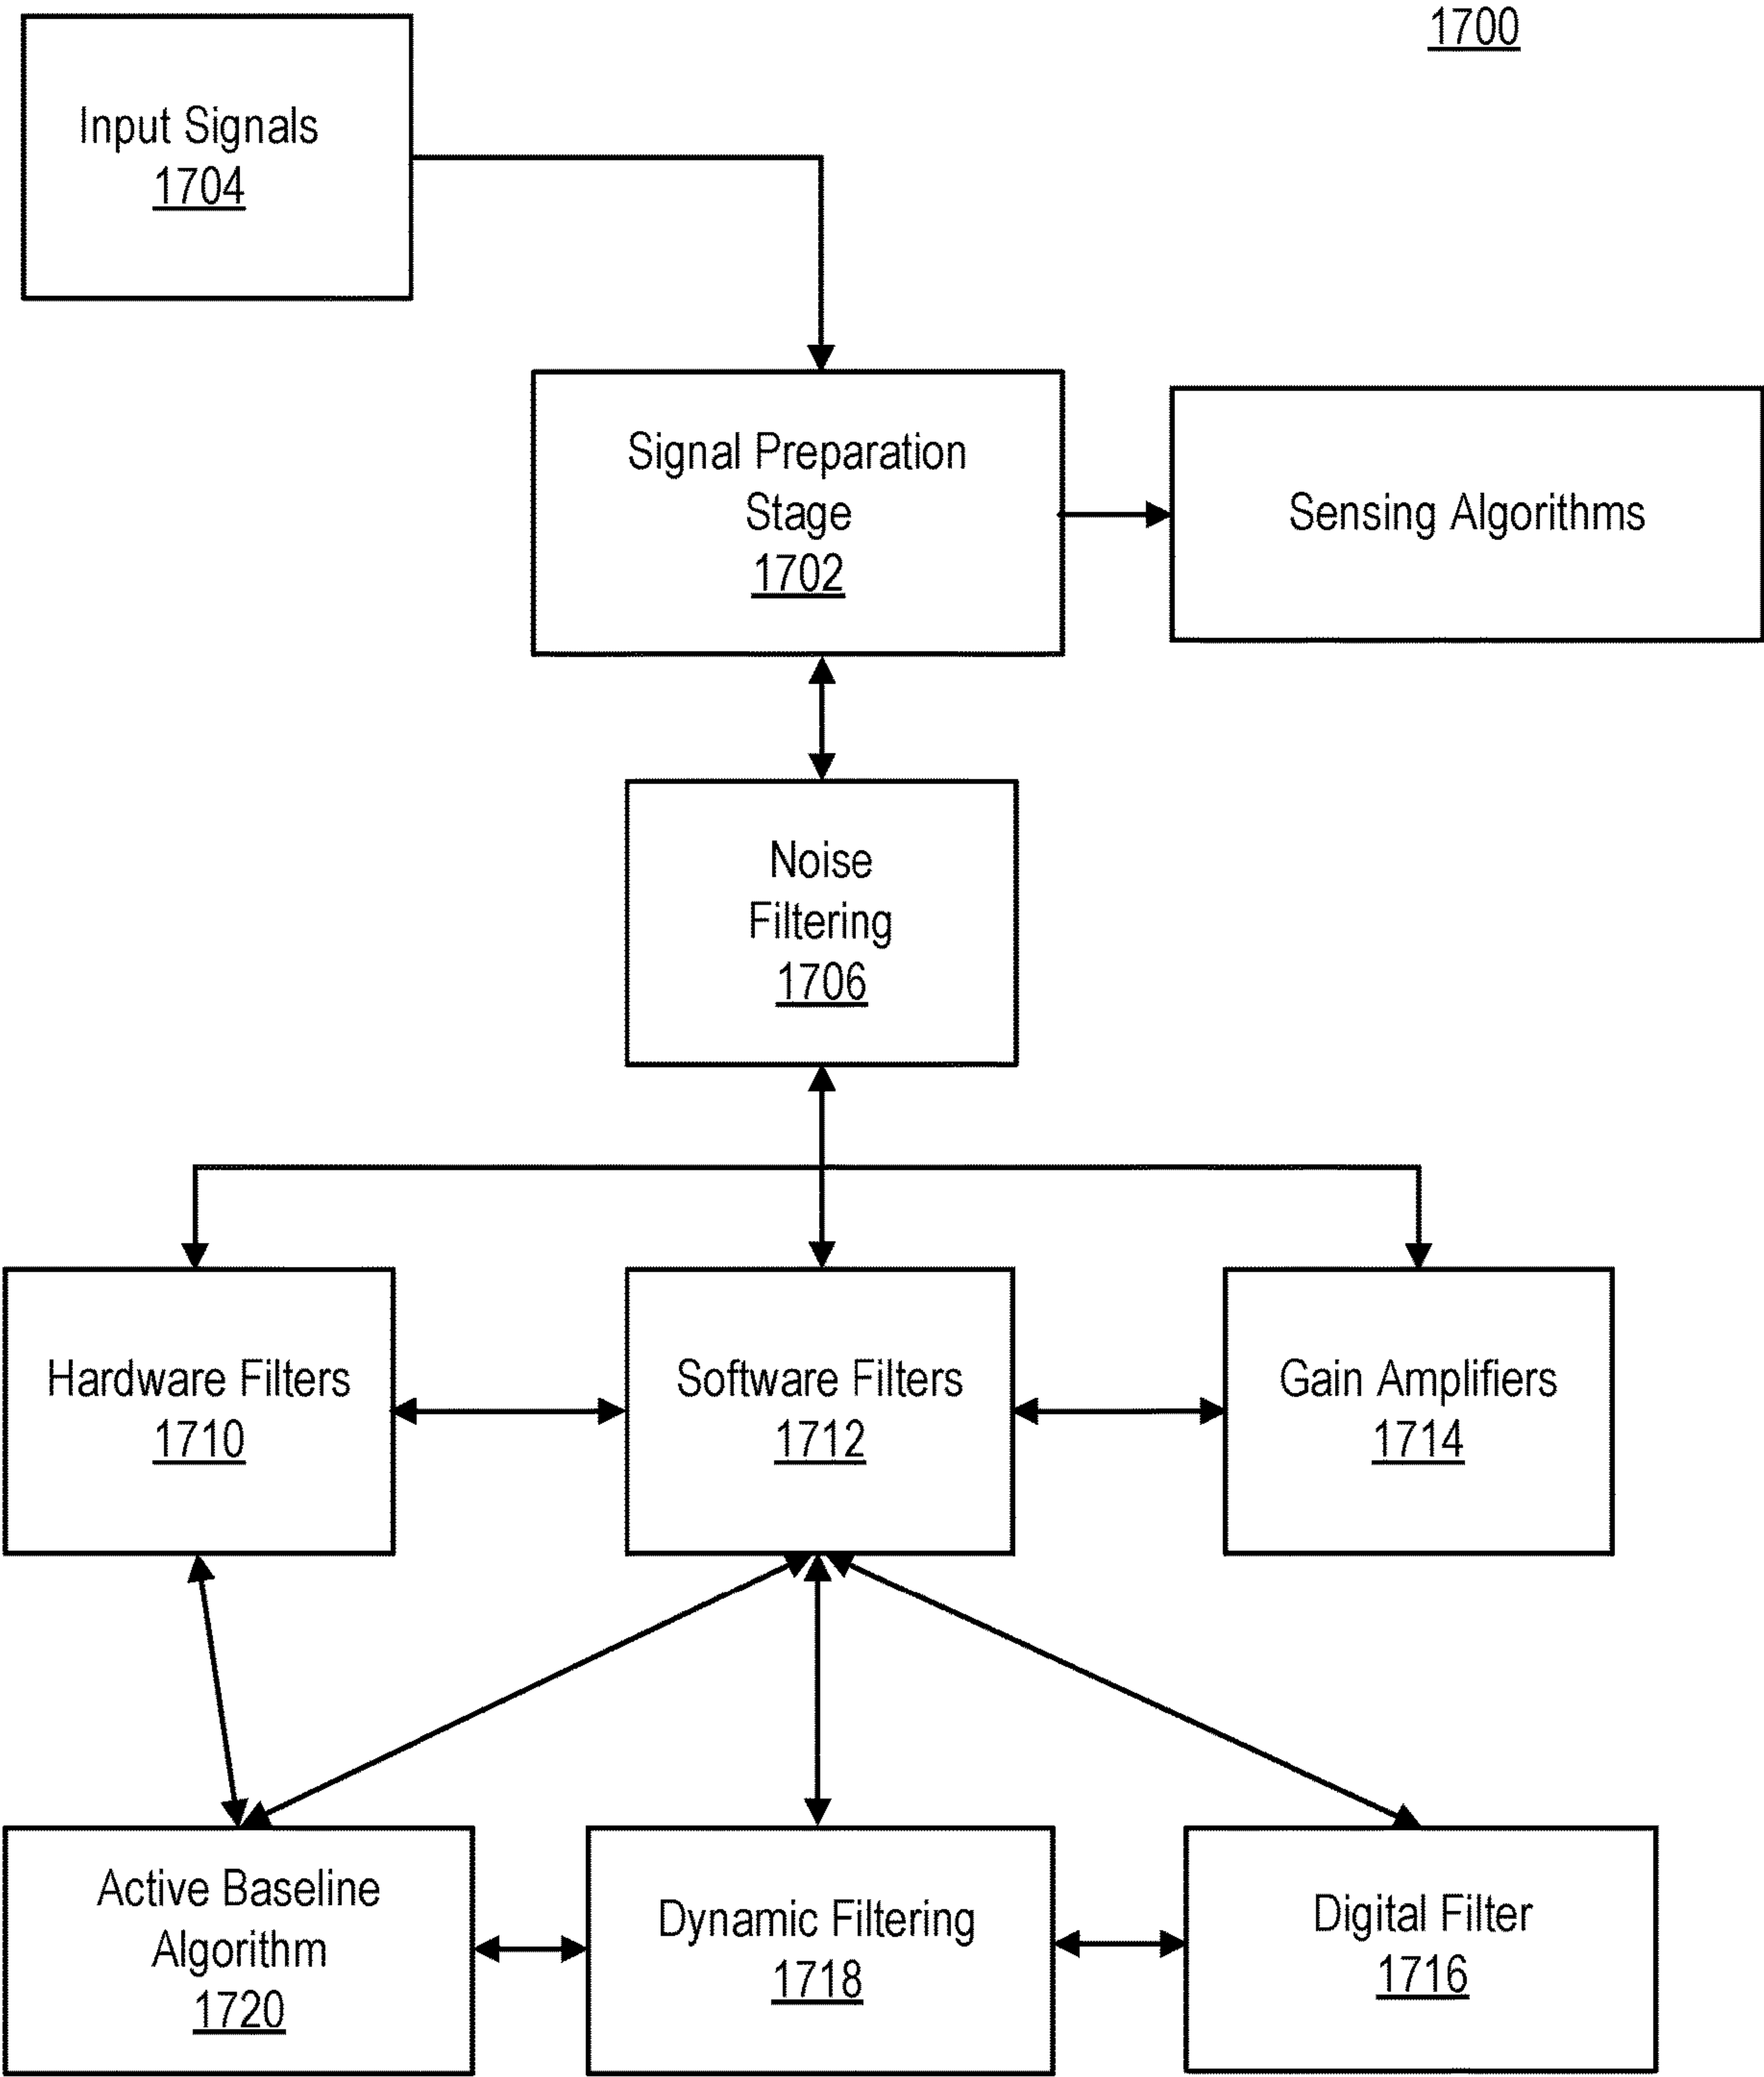 1700
Input Signals
1704
Signal Preparation
Stage
1702
Sensing Algorithms
Noise
Filtering
1706
Hardware Filters
1710
Software Filters
1712
Gain Amplifiers
1714
Active Baseline
Algorithm
1720
Dynamic Filtering
1718
Digital Filter
1716